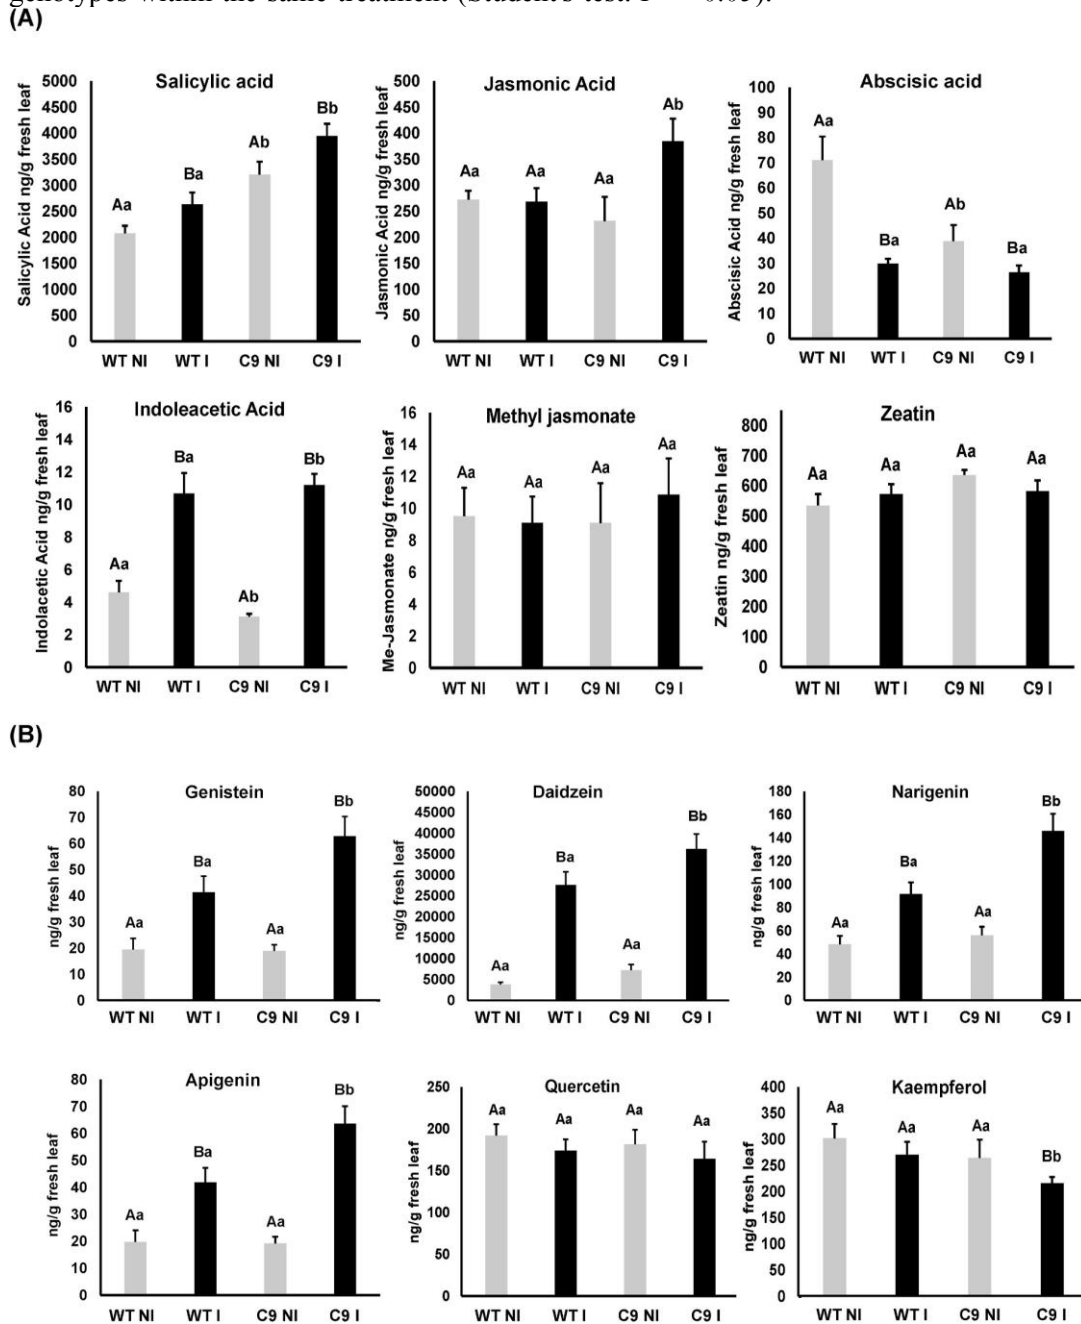 genotypes within the same treatment (Student's test.
(A)
Salicylic acid
Salicylic Acid ng/g fresh leaf
5000
4500
4000
3500
3000
2500
2000
1500
1000
500
0
Aa
Ba
Ab
Bb
WT NI WT I C9 NI C9 I
Jasmonic Acid
Jasmonic Acid ng/g fresh leaf
500
450
400
350
300
250
200
150
100
50
0
Aa
Aa
Aa
Ab
WT NI WT I C9 NI C9 I
Abscisic acid
Abscisic Acid ng/g fresh leaf
100
90
80
70
60
50
40
30
20
10
0
Aa
Ba
Ab
Ba
WT NI WT I C9 NI C9 I
Indoleacetic Acid
Indolacetic Acid ng/g fresh leaf
16
14
12
10
8
6
4
2
0
Aa
Ba
Ab
Bb
WT NI WT I C9 NI C9 I
Methyl jasmonate
Me-Jasmonate ng/g fresh leaf
16
14
12
10
8
6
4
2
0
Aa
Aa
Aa
Aa
WT NI WT I C9 NI C9 I
Zeatin
Zeatin ng/g fresh leaf
800
700
600
500
400
300
200
100
0
Aa
Aa
Aa
Aa
WT NI WT I C9 NI C9 I
(B)
Genistein
ng/g fresh leaf
80
70
60
50
40
30
20
10
0
Aa
Ba
Aa
Bb
WT NI WT I C9 NI C9 I
Daidzein
ng/g fresh leaf
50000
45000
40000
35000
30000
25000
20000
15000
10000
5000
0
Aa
Ba
Aa
Bb
WT NI WT I C9 NI C9 I
Narigenin
ng/g fresh leaf
180
160
140
120
100
80
60
40
20
0
Aa
Ba
Aa
Bb
WT NI WT I C9 NI C9 I
Apigenin
ng/g fresh leaf
80
70
60
50
40
30
20
10
0
Aa
Ba
Aa
Bb
WT NI WT I C9 NI C9 I
Quercetin
ng/g fresh leaf
250
200
150
100
50
0
Aa
Aa
Aa
Aa
WT NI WT I C9 NI C9 I
Kaempferol
ng/g fresh leaf
400
350
300
250
200
150
100
50
0
Aa
Aa
Aa
Bb
WT NI WT I C9 NI C9 I